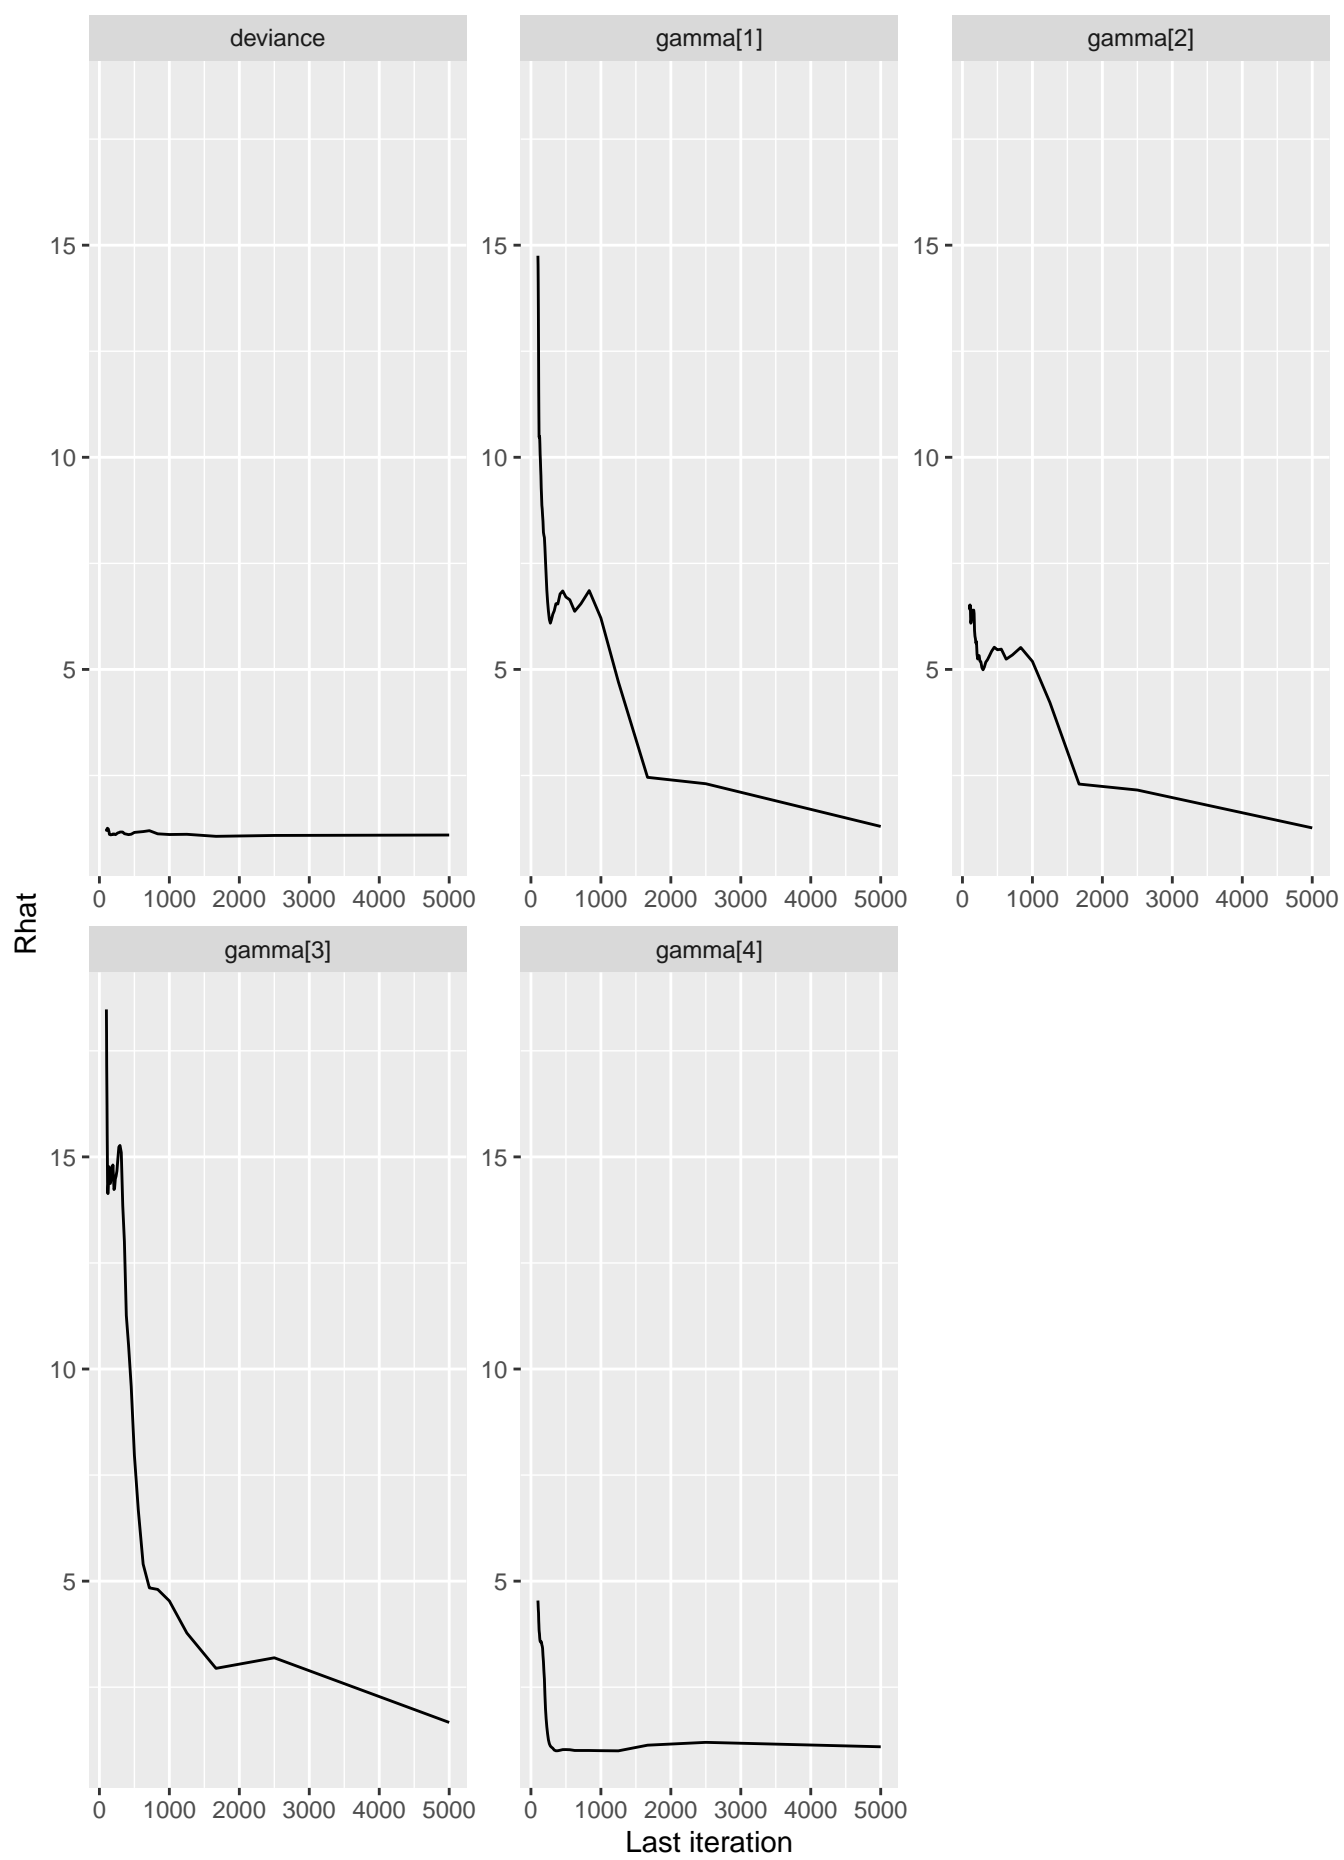 deviance gamma[1] gamma[2]
15 15 15
10 10 10
5 5 5
0 1000 2000 3000 4000 5000 0 1000 2000 3000 4000 5000 0 1000 2000 3000 4000 5000
Rhat
gamma[3] gamma[4]
15 15
10 10
5 5
0 1000 2000 3000 4000 5000 0 1000 2000 3000 4000 5000
Last iteration